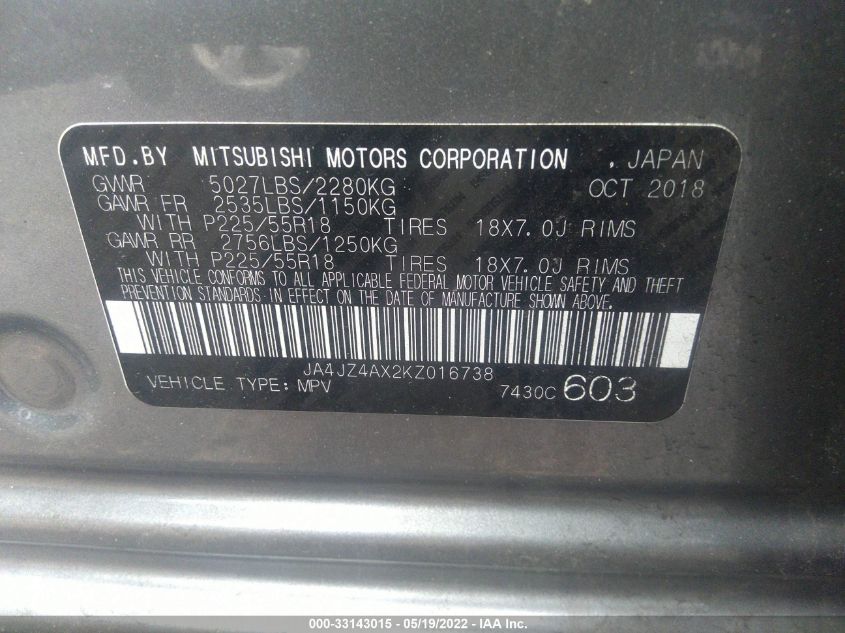 MFD.BY MITSUBISHI MOTORS CORPORATION , JAPAN
GVWR 5027LBS/2280KG OCT 2018
GAWR FR 2535LBS/1150KG
WITH P225/55R18 TIRES 18X7.0J RIMS
GAWR RR 2756LBS/1250KG
WITH P225/55R18 TIRES 18X7.0J RIMS
THIS VEHICLE CONFORMS TO ALL APPLICABLE FEDERAL MOTOR VEHICLE SAFETY AND THEFT
PREVENTION STANDARDS IN EFFECT ON THE DATE OF MANUFACTURE SHOWN ABOVE.
JA4JZ4AX2KZ016738
VEHICLE TYPE: MPV 7430C 603
000-33143015 - 05/19/2022 - IAAI.com